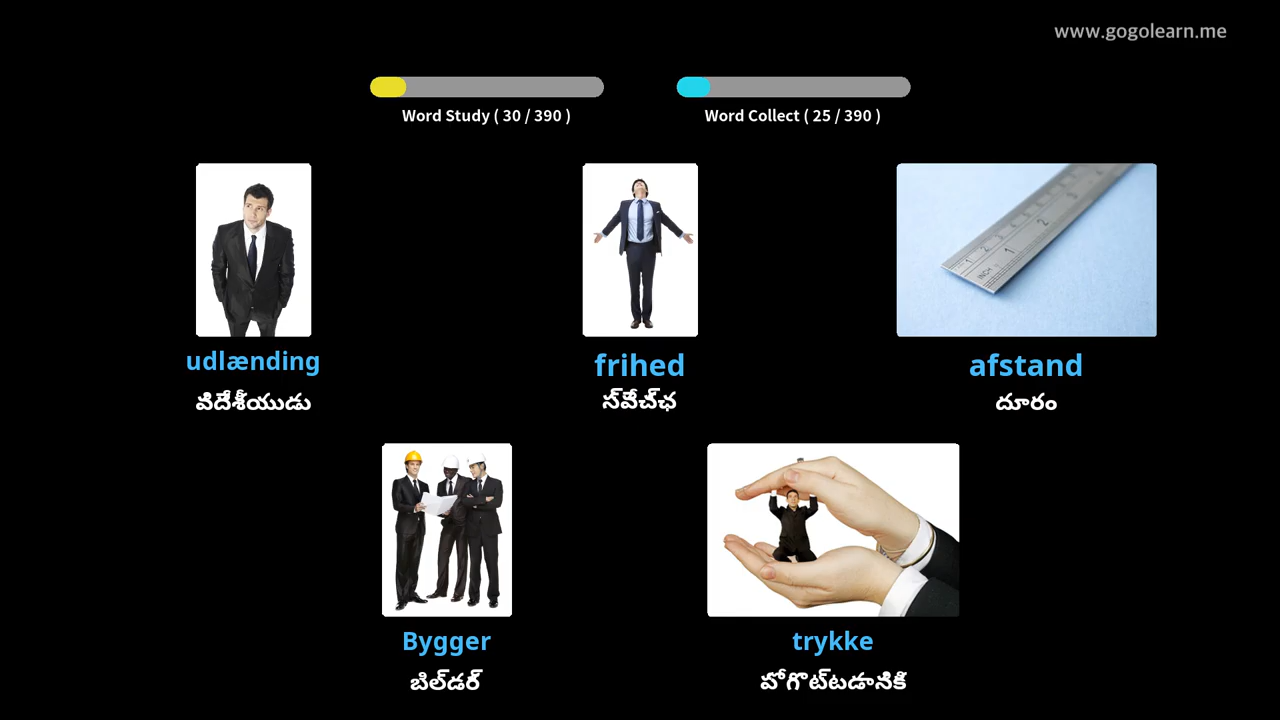 www.gogolearn.me
Word Study ( 30 / 390 )
Word Collect ( 25 / 390 )
udlænding
విదేశీయుడు
frihed
స్వేచ్ఛ
afstand
దూరం
Bygger
బిల్డర్
trykke
పోగొట్టడానికి